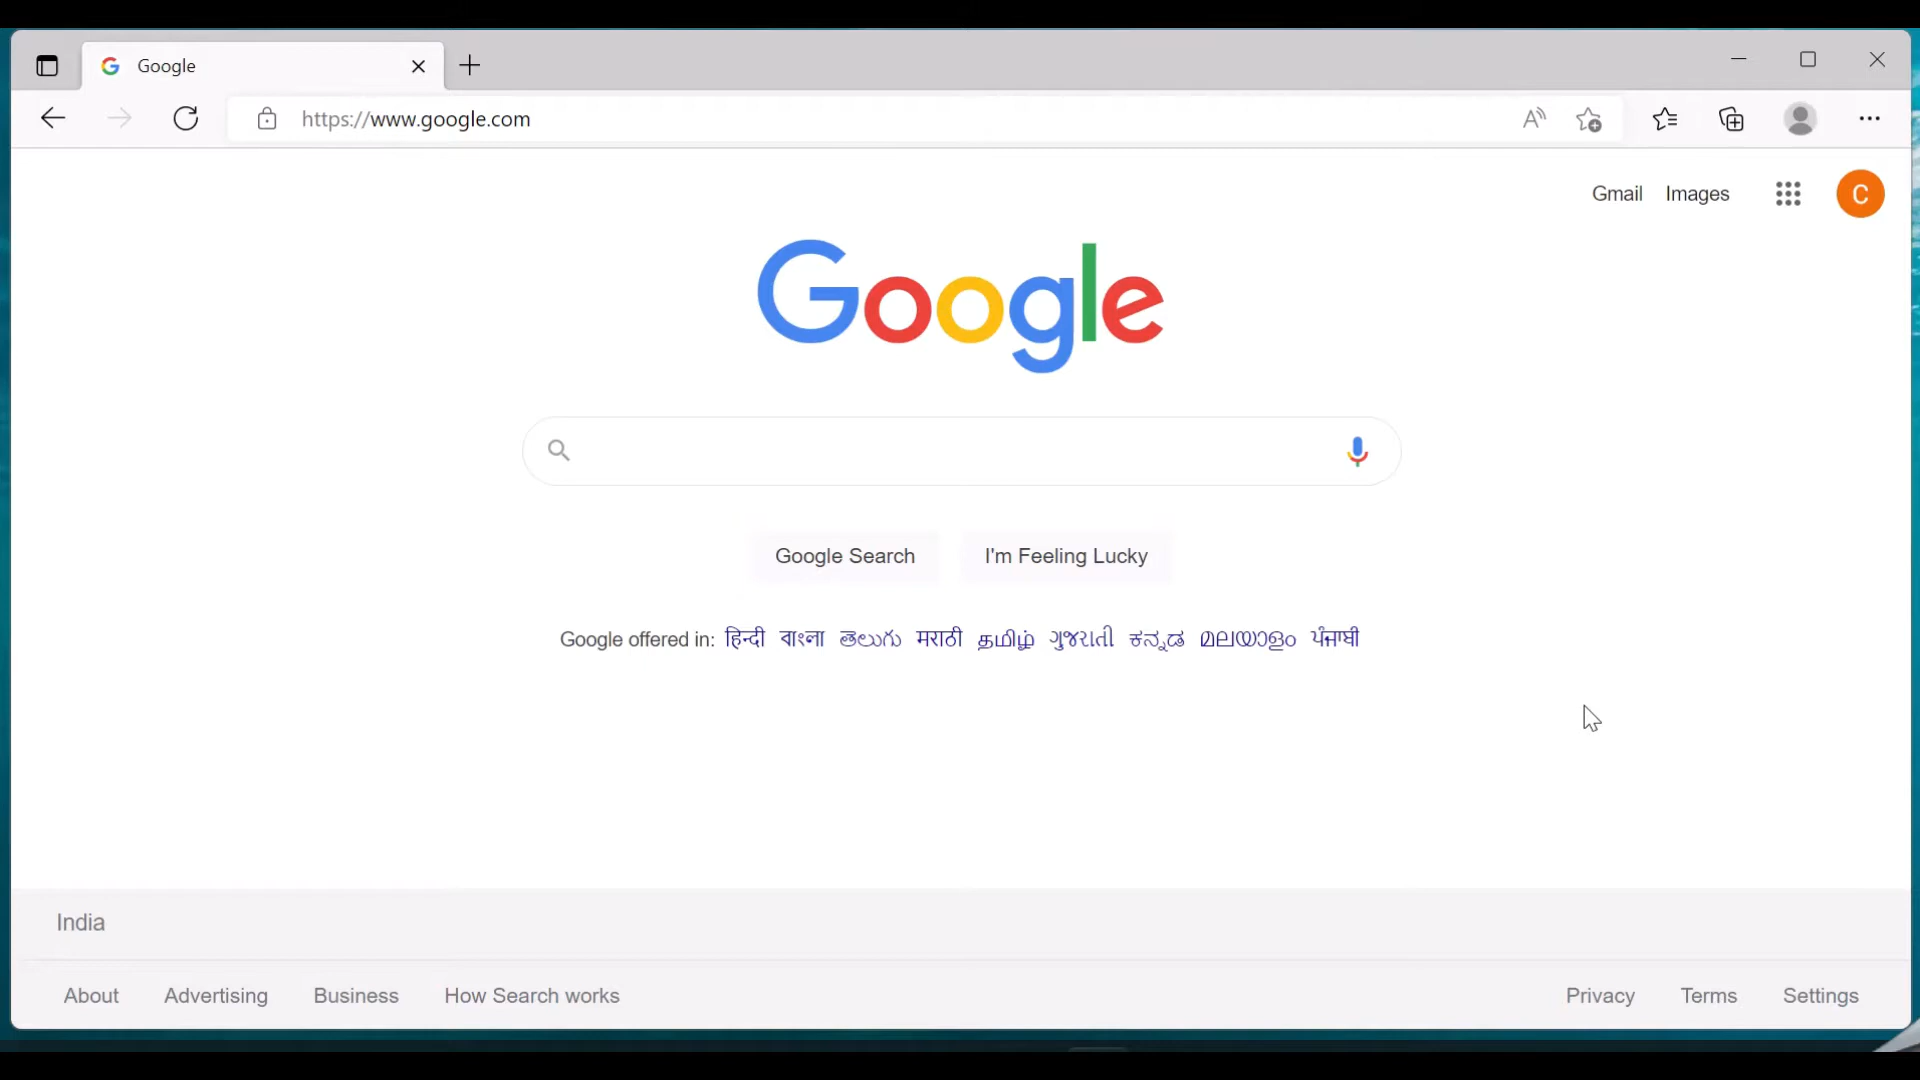 Google
https://www.google.com
Gmail Images C
Google
Google Search I'm Feeling Lucky
Google offered in: हिन्दी বাংলা తెలుగు मराठी தமிழ் ગુજરાતી ಕನ್ನಡ മലയാളം ਪੰਜਾਬੀ
India
About Advertising Business How Search works Privacy Terms Settings